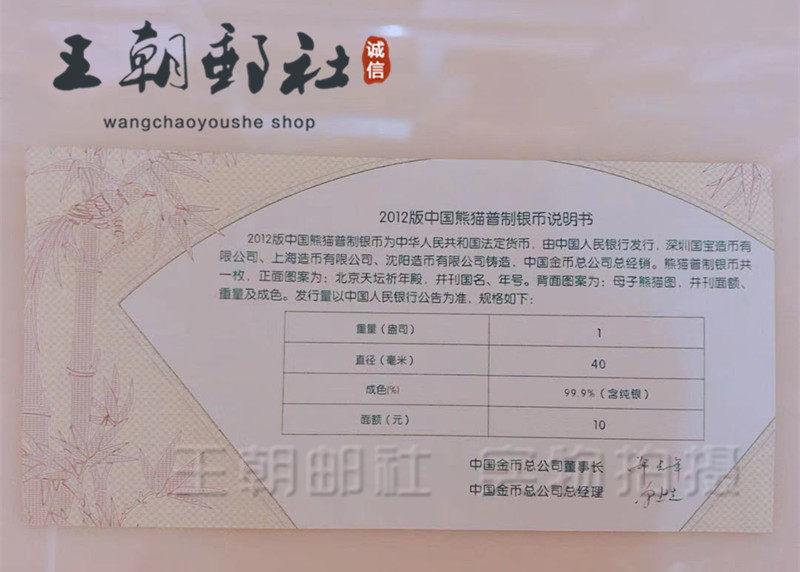 王朝郵社
诚信
wangchaoyoushe shop
2012版中国熊猫普制银币说明书
2012版中国熊猫普制银币为中华人民共和国法定货币，由中国人民银行发行，深圳国宝造币有
限公司、上海造币有限公司、沈阳造币有限公司铸造，中国金币总公司总经销。熊猫普制银币共
一枚，正面图案为：北京天坛祈年殿，并刊国名、年号。背面图案为：母子熊猫图，并刊面额、
重量及成色。发行量以中国人民银行公告为准，规格如下：
重量（盎司） 1
直径（毫米） 40
成色(%) 99.9%（含纯银）
面额（元） 10
王朝邮社 实物拍摄
中国金币总公司董事长
中国金币总公司总经理